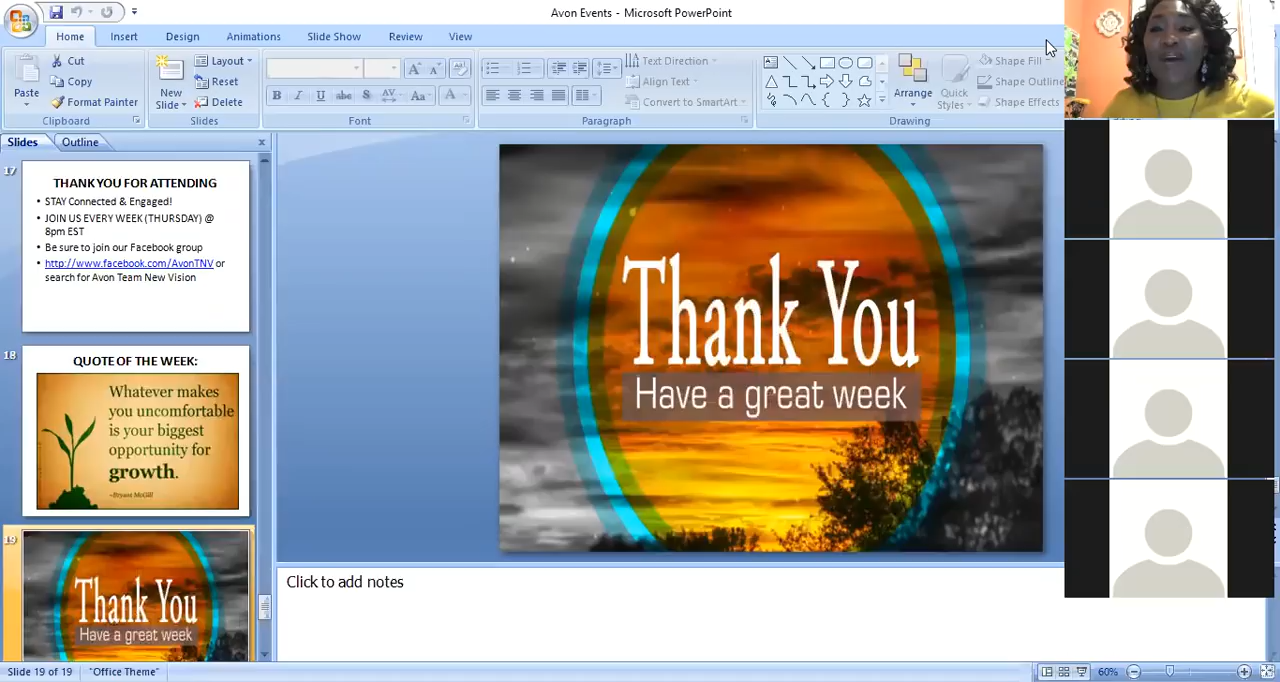 Avon Events - Microsoft PowerPoint
Home Insert Design Animations Slide Show Review View
Paste
Cut
Copy
Format Painter
Clipboard
New
Slide
Layout
Reset
Delete
Slides
B I U abc S AV Aa A
Font
Text Direction
Align Text
Convert to SmartArt
Paragraph
Arrange
Quick
Styles
Shape Fill
Shape Outline
Shape Effects
Drawing
Slides Outline
17
THANK YOU FOR ATTENDING
• STAY Connected & Engaged!
• JOIN US EVERY WEEK (THURSDAY) @
8pm EST
• Be sure to join our Facebook group
• http://www.facebook.com/AvonTNV or
search for Avon Team New Vision
18
QUOTE OF THE WEEK:
Whatever makes
you uncomfortable
is your biggest
opportunity for
growth.
~Bryant McGill
19
Thank You
Have a great week
Thank You
Have a great week
Click to add notes
Slide 19 of 19 "Office Theme" 60%